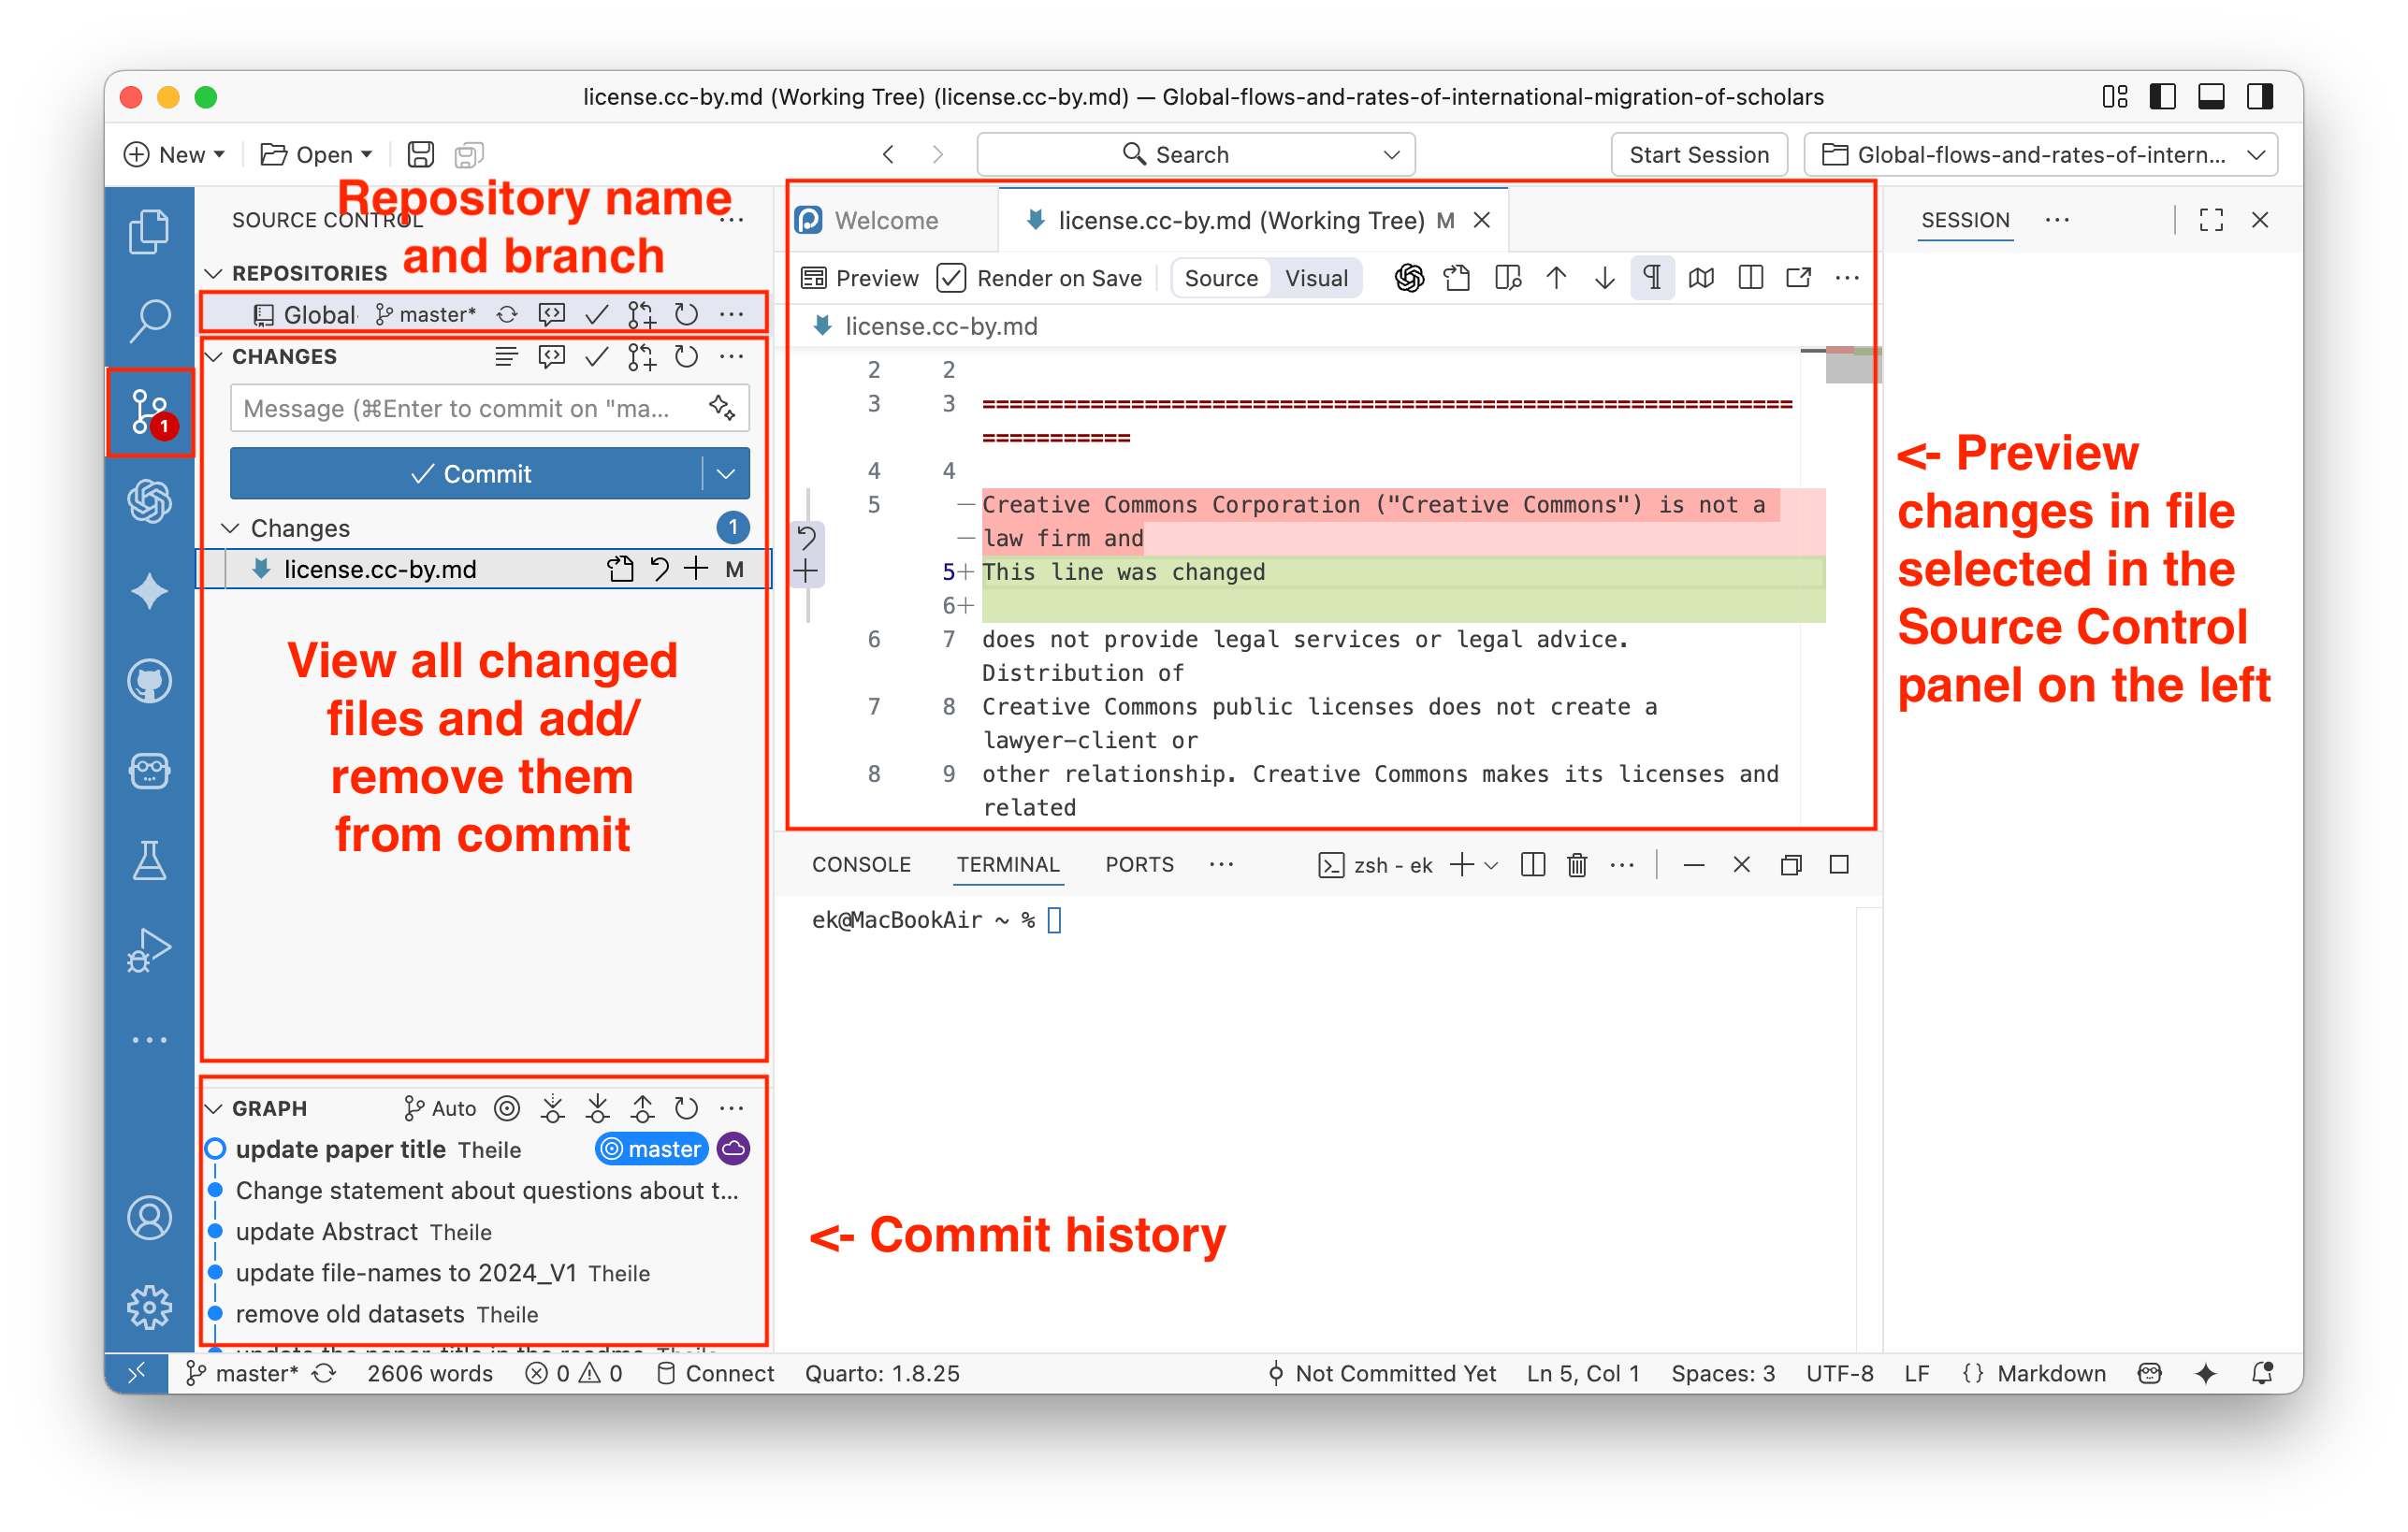 license.cc-by.md (Working Tree) (license.cc-by.md) — Global-flows-and-rates-of-international-migration-of-scholars
New Open Search Start Session Global-flows-and-rates-of-intern...
Repository name
and branch
SOURCE CONTROL ...
REPOSITORIES
Global master* ...
CHANGES ...
Message (⌘Enter to commit on "ma...
Commit
Changes 1
license.cc-by.md M
View all changed
files and add/
remove them
from commit
1
...
GRAPH Auto ...
update paper title Theile master
Change statement about questions about t...
update Abstract Theile
update file-names to 2024_V1 Theile
remove old datasets Theile
update the paper title in the readme Theile
Welcome license.cc-by.md (Working Tree) M
Preview Render on Save Source Visual ...
license.cc-by.md
2 2
3 3 ============================================================
===========
4 4
5 — Creative Commons Corporation ("Creative Commons") is not a
— law firm and
5+ This line was changed
6+
6 7 does not provide legal services or legal advice.
Distribution of
7 8 Creative Commons public licenses does not create a
lawyer-client or
8 9 other relationship. Creative Commons makes its licenses and
related
CONSOLE TERMINAL PORTS ... zsh - ek ...
ek@MacBookAir ~ %
<- Commit history
SESSION ...
<- Preview
changes in file
selected in the
Source Control
panel on the left
master* 2606 words 0 0 Connect Quarto: 1.8.25 Not Committed Yet Ln 5, Col 1 Spaces: 3 UTF-8 LF {} Markdown